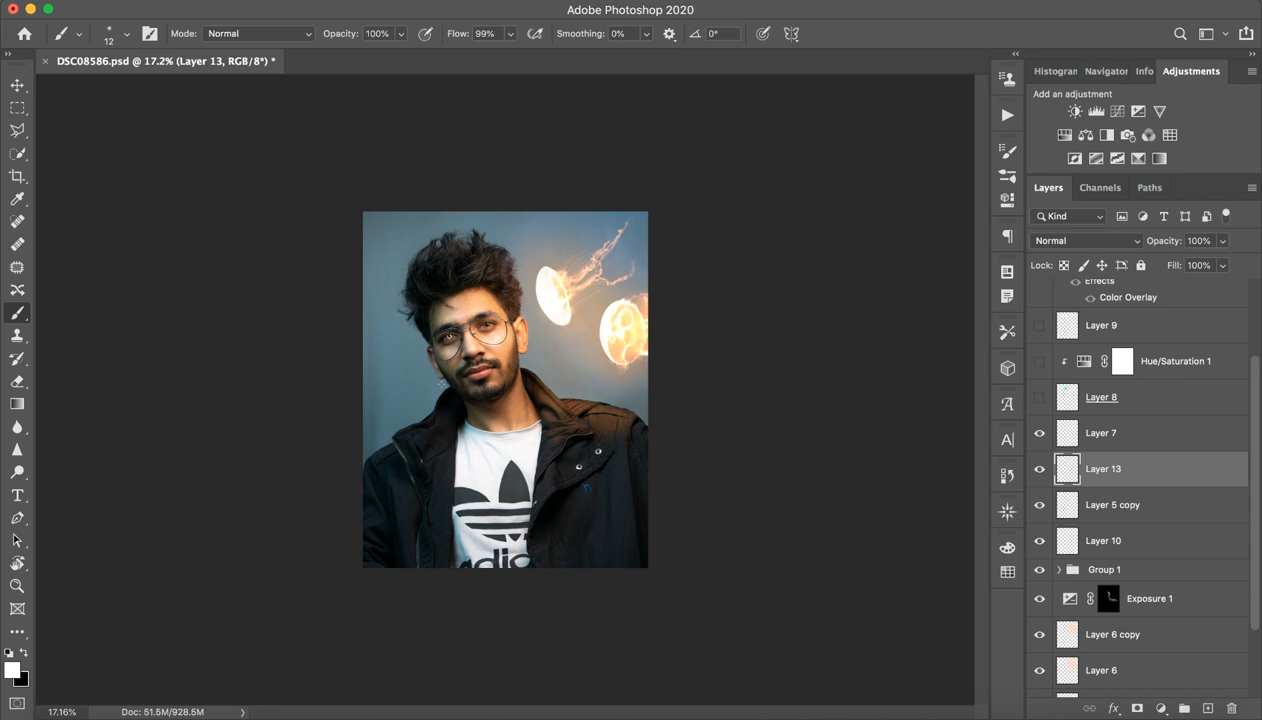 Adobe Photoshop 2020
12
Mode: Normal
Opacity: 100%
Flow: 99%
Smoothing: 0%
0°
DSC08586.psd @ 17.2% (Layer 13, RGB/8*) *
Histogran Navigator Info Adjustments
Add an adjustment
Layers Channels Paths
Kind
Normal Opacity: 100%
Lock: Fill: 100%
Effects
Color Overlay
Layer 9
Hue/Saturation 1
Layer 8
Layer 7
Layer 13
Layer 5 copy
Layer 10
Group 1
Exposure 1
Layer 6 copy
Layer 6
adidas
17.16% Doc: 51.5M/928.5M